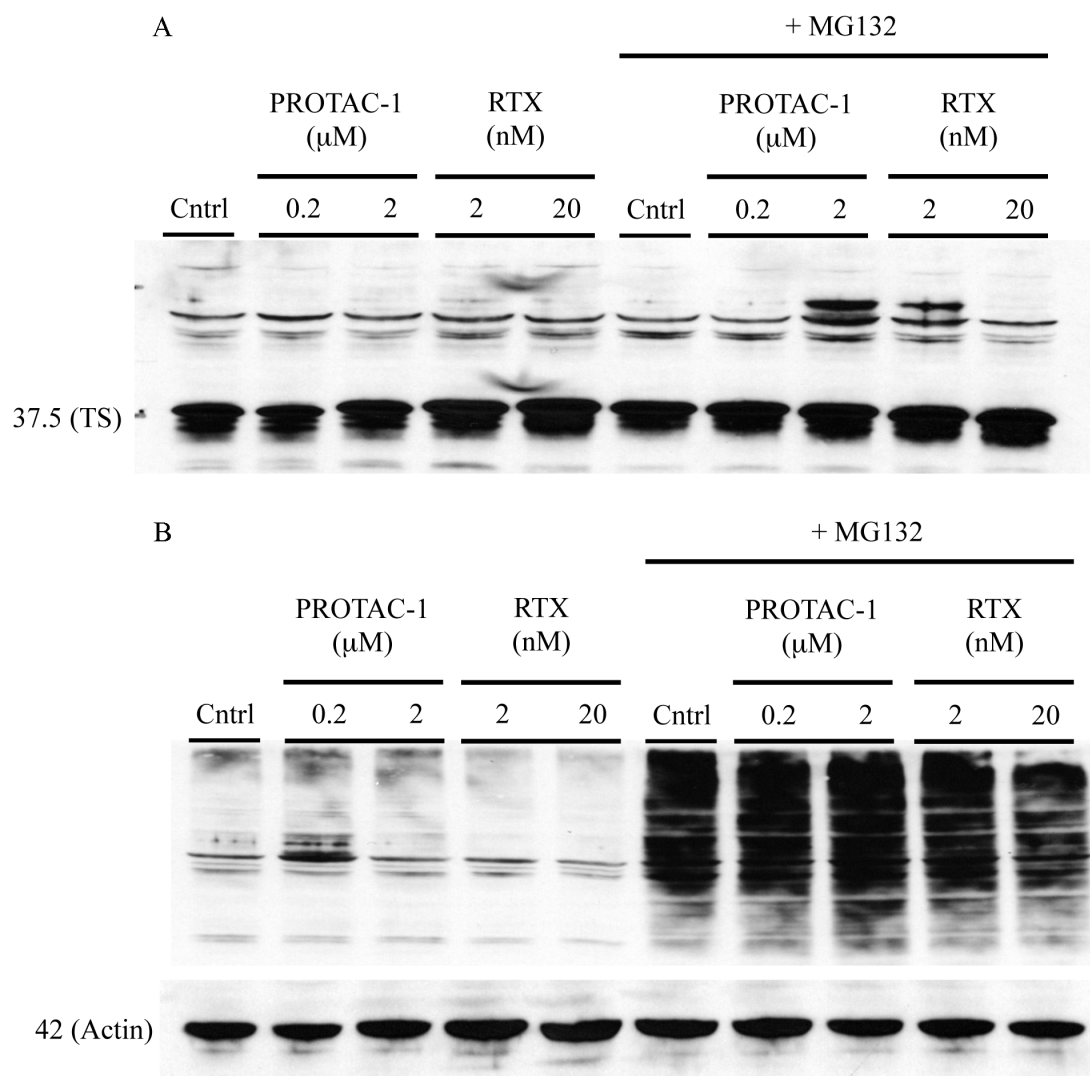 A
+ MG132
PROTAC-1 RTX PROTAC-1 RTX
(μM) (nM) (μM) (nM)
Cntrl 0.2 2 2 20 Cntrl 0.2 2 2 20
37.5 (TS)
B
+ MG132
PROTAC-1 RTX PROTAC-1 RTX
(μM) (nM) (μM) (nM)
Cntrl 0.2 2 2 20 Cntrl 0.2 2 2 20
42 (Actin)